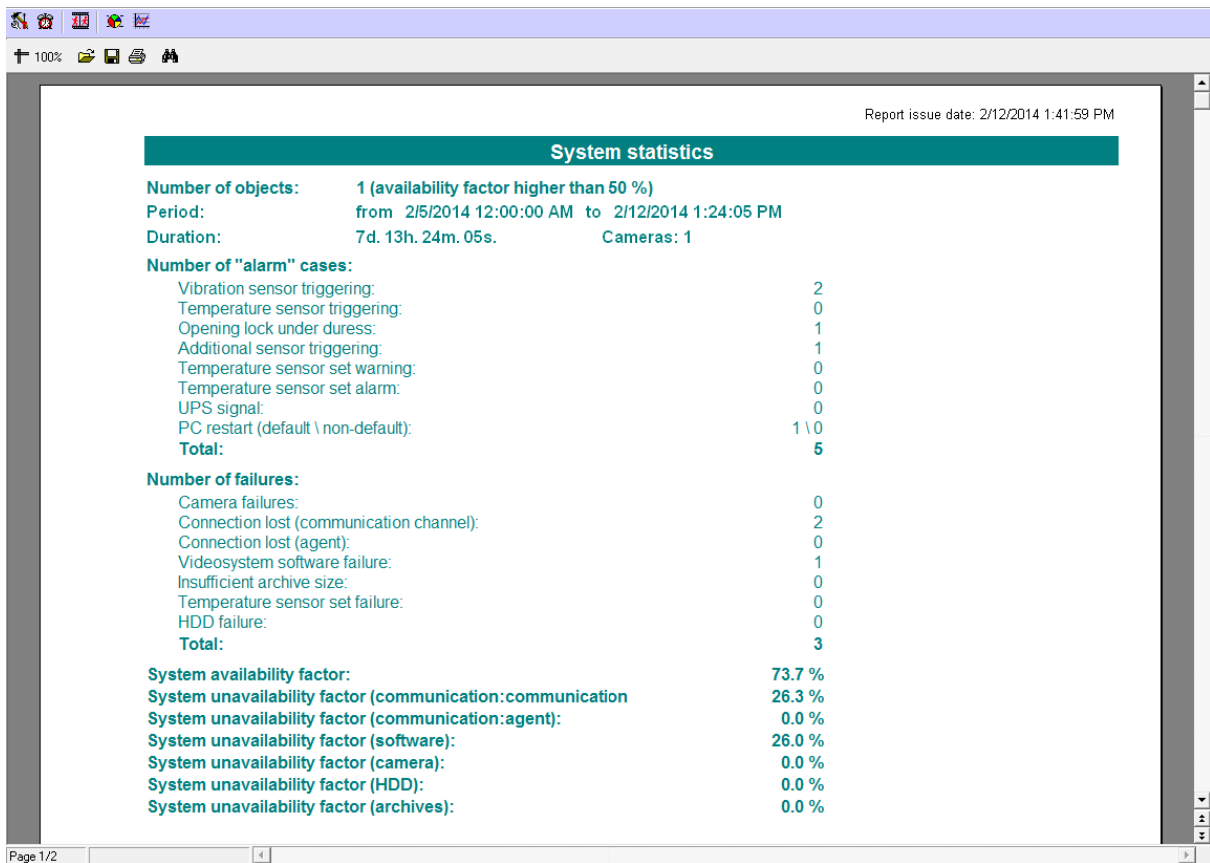 100%
Report issue date: 2/12/2014 1:41:59 PM
System statistics
Number of objects: 1 (availability factor higher than 50 %)
Period: from 2/5/2014 12:00:00 AM to 2/12/2014 1:24:05 PM
Duration: 7d. 13h. 24m. 05s. Cameras: 1
Number of "alarm" cases:
Vibration sensor triggering: 2
Temperature sensor triggering: 0
Opening lock under duress: 1
Additional sensor triggering: 1
Temperature sensor set warning: 0
Temperature sensor set alarm: 0
UPS signal: 0
PC restart (default \ non-default): 1 \ 0
Total: 5
Number of failures:
Camera failures: 0
Connection lost (communication channel): 2
Connection lost (agent): 0
Videosystem software failure: 1
Insufficient archive size: 0
Temperature sensor set failure: 0
HDD failure: 0
Total: 3
System availability factor: 73.7 %
System unavailability factor (communication:communication 26.3 %
System unavailability factor (communication:agent): 0.0 %
System unavailability factor (software): 26.0 %
System unavailability factor (camera): 0.0 %
System unavailability factor (HDD): 0.0 %
System unavailability factor (archives): 0.0 %
Page 1/2